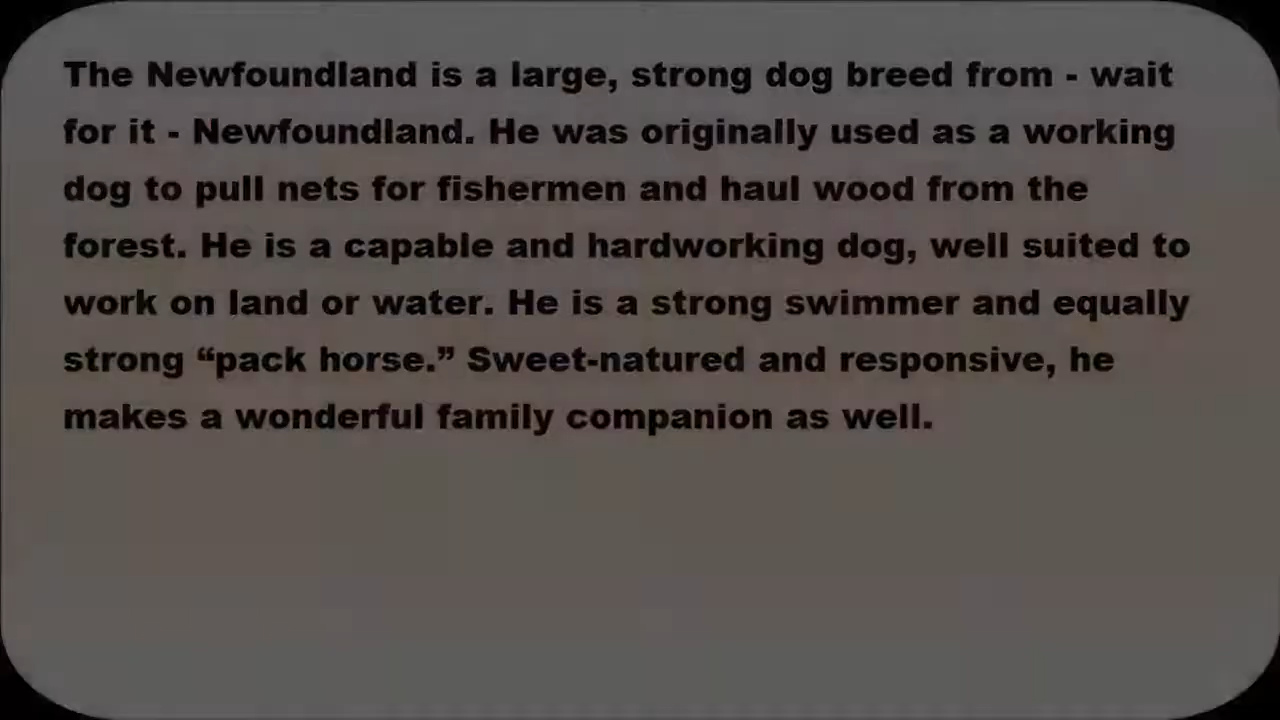 The Newfoundland is a large, strong dog breed from - wait
for it - Newfoundland. He was originally used as a working
dog to pull nets for fishermen and haul wood from the
forest. He is a capable and hardworking dog, well suited to
work on land or water. He is a strong swimmer and equally
strong “pack horse.” Sweet-natured and responsive, he
makes a wonderful family companion as well.